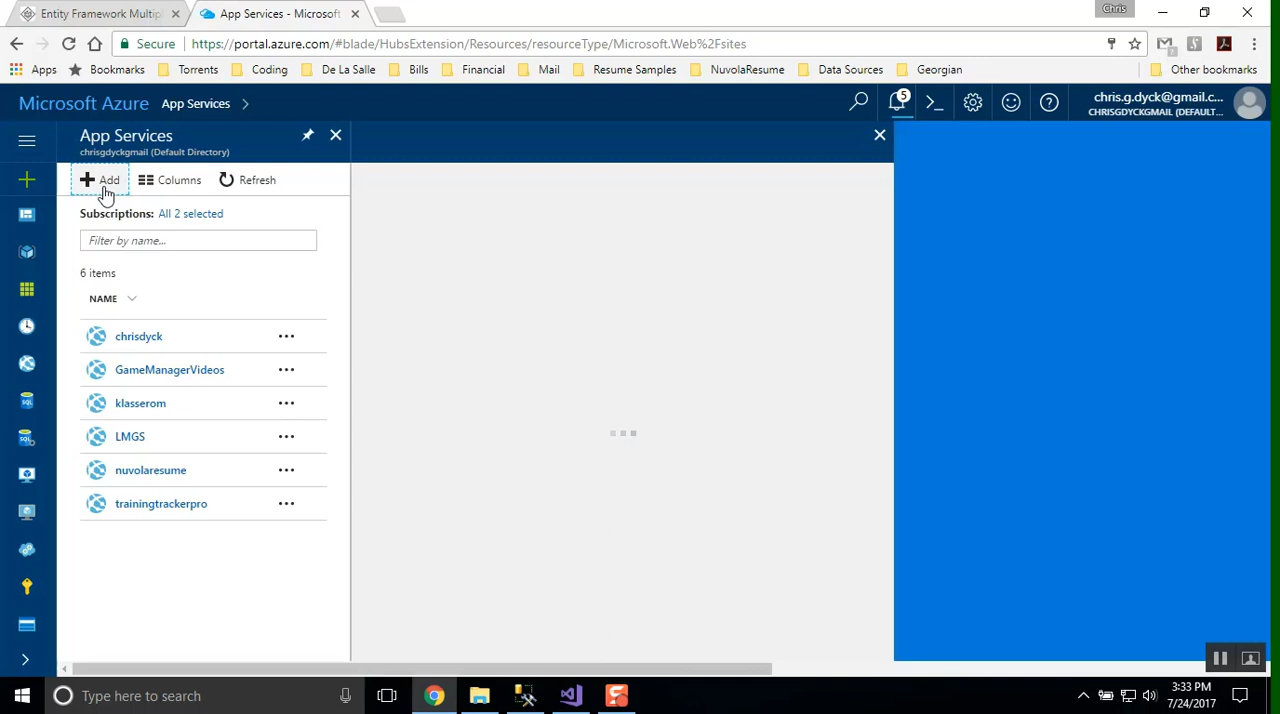 Entity Framework Multip
App Services - Microsoft
Chris
Secure
https://portal.azure.com/#blade/HubsExtension/Resources/resourceType/Microsoft.Web%2Fsites
Apps
Bookmarks
Torrents
Coding
De La Salle
Bills
Financial
Mail
Resume Samples
NuvolaResume
Data Sources
Georgian
Other bookmarks
Microsoft Azure
App Services
5
chris.g.dyck@gmail.c...
CHRISGDYCKGMAIL (DEFAULT...
App Services
chrisgdyckgmail (Default Directory)
Add
Columns
Refresh
Subscriptions: All 2 selected
Filter by name...
6 items
NAME
chrisdyck
GameManagerVideos
klasserom
LMGS
nuvolaresume
trainingtrackerpro
Type here to search
3:33 PM
7/24/2017